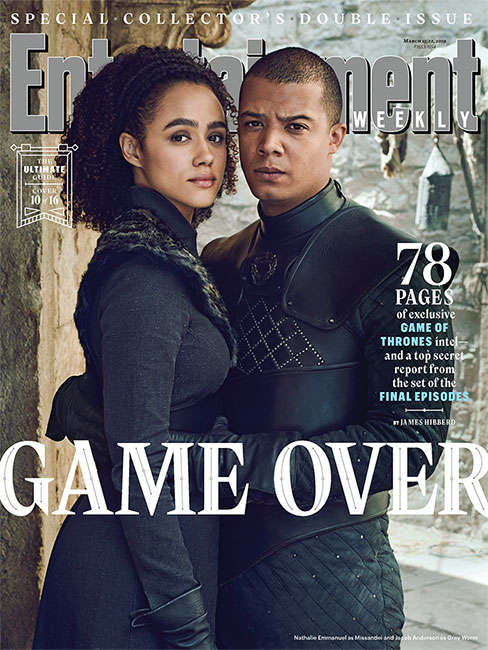 SPECIAL COLLECTOR'S DOUBLE ISSUE
Entertainment
WEEKLY
THE
ULTIMATE
GUIDE
COVER
10 of 16
78
PAGES
of exclusive
GAME OF
THRONES intel—
and a top secret
report from
the set of the
FINAL EPISODES
BY JAMES HIBBERD
GAME OVER
Nathalie Emmanuel as Missandei and Jacob Anderson as Grey Worm